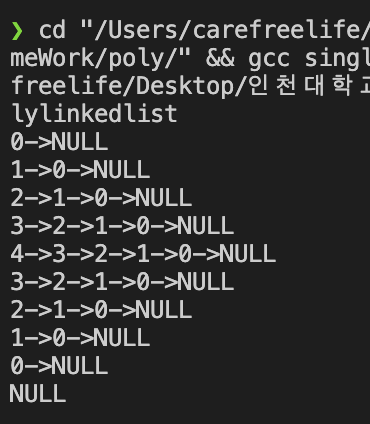 ❯ cd "/Users/carefreelife/
meWork/poly/" && gcc singl
freelife/Desktop/인천대학교
lylinkedlist
0->NULL
1->0->NULL
2->1->0->NULL
3->2->1->0->NULL
4->3->2->1->0->NULL
3->2->1->0->NULL
2->1->0->NULL
1->0->NULL
0->NULL
NULL